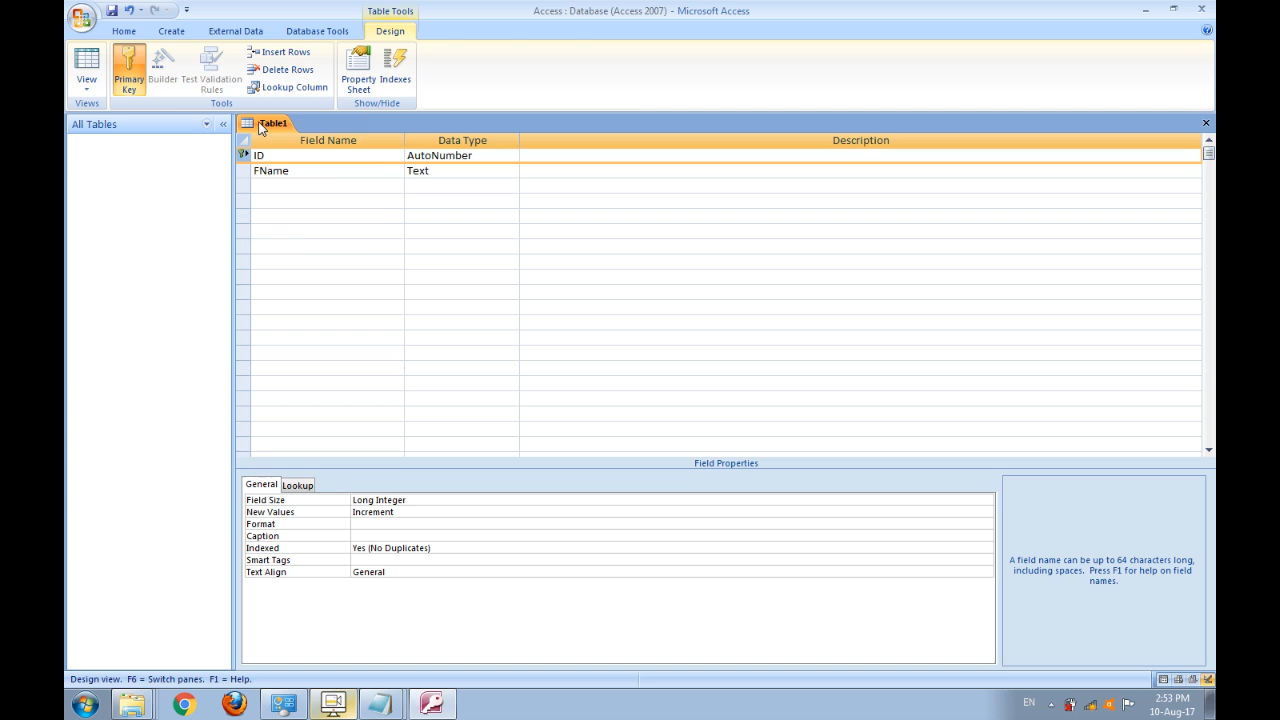 Table Tools
Access : Database (Access 2007) - Microsoft Access
Home Create External Data Database Tools Design
View
Primary Key
Builder
Test Validation Rules
Insert Rows
Delete Rows
Lookup Column
Property Sheet
Indexes
Views Tools Show/Hide
All Tables
Table1
Field Name Data Type Description
ID AutoNumber
FName Text
Field Properties
General Lookup
Field Size Long Integer
New Values Increment
Format
Caption
Indexed Yes (No Duplicates)
Smart Tags
Text Align General
A field name can be up to 64 characters long,
including spaces. Press F1 for help on field
names.
Design view. F6 = Switch panes. F1 = Help.
EN
2:53 PM
10-Aug-17